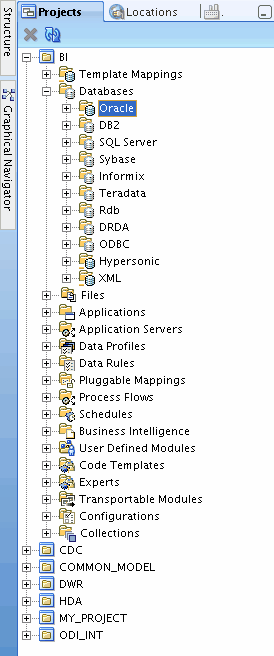 Structure
Graphical Navigator
Projects
Locations
BI
Template Mappings
Databases
Oracle
DB2
SQL Server
Sybase
Informix
Teradata
Rdb
DRDA
ODBC
Hypersonic
XML
Files
Applications
Application Servers
Data Profiles
Data Rules
Pluggable Mappings
Process Flows
Schedules
Business Intelligence
User Defined Modules
Code Templates
Experts
Transportable Modules
Configurations
Collections
CDC
COMMON_MODEL
DWR
HDA
MY_PROJECT
ODI_INT